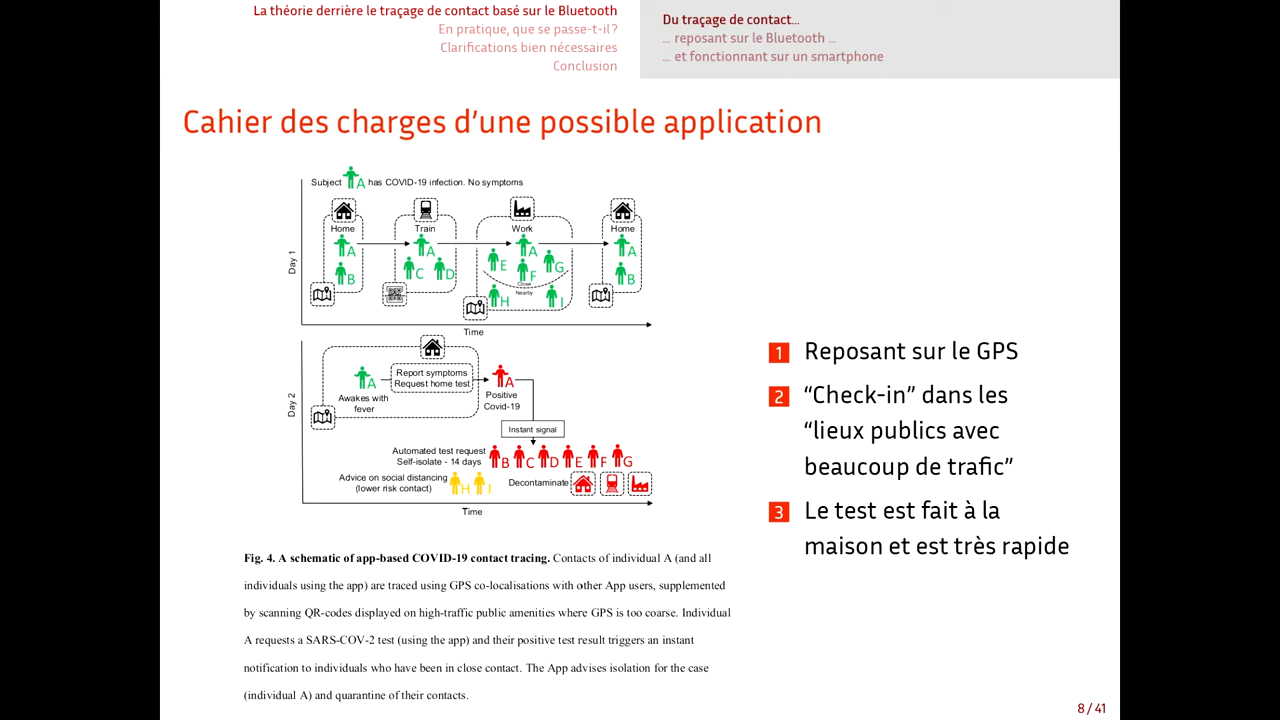 La théorie derrière le traçage de contact basé sur le Bluetooth
En pratique, que se passe-t-il?
Clarifications bien nécessaires
Conclusion
Du traçage de contact...
... reposant sur le Bluetooth ...
... et fonctionnant sur un smartphone
Cahier des charges d'une possible application
Subject A has COVID-19 infection. No symptoms
Home
Train
Work
Home
A
A
A
A
B
C
D
E
F
G
B
Close
Nearby
H
I
Day 1
Time
Day 2
A
Report symptoms
Request home test
A
Awakes with
fever
Positive
Covid-19
Instant signal
Automated test request
Self-isolate - 14 days
B C D E F G
Advice on social distancing
(lower risk contact)
H I
Decontaminate
Time
1 Reposant sur le GPS
2 “Check-in” dans les
“lieux publics avec
beaucoup de trafic”
3 Le test est fait à la
maison et est très rapide
Fig. 4. A schematic of app-based COVID-19 contact tracing. Contacts of individual A (and all
individuals using the app) are traced using GPS co-localisations with other App users, supplemented
by scanning QR-codes displayed on high-traffic public amenities where GPS is too coarse. Individual
A requests a SARS-COV-2 test (using the app) and their positive test result triggers an instant
notification to individuals who have been in close contact. The App advises isolation for the case
(individual A) and quarantine of their contacts.
8 / 41